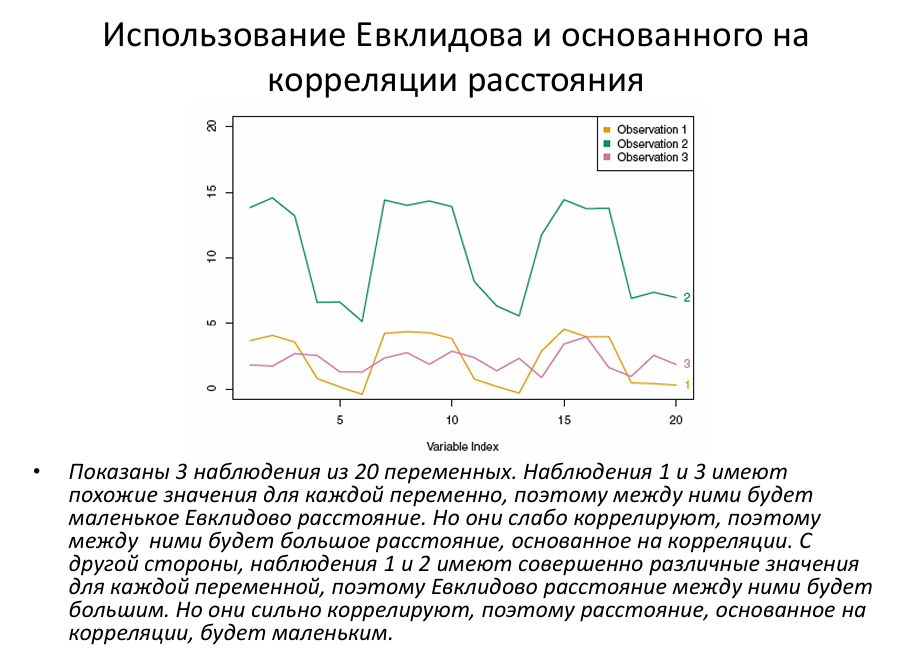 Использование Евклидова и основанного на
корреляции расстояния
20
15
10
5
0
Observation 1
Observation 2
Observation 3
2
3
1
5
10
15
20
Variable Index
• Показаны 3 наблюдения из 20 переменных. Наблюдения 1 и 3 имеют
похожие значения для каждой переменно, поэтому между ними будет
маленькое Евклидово расстояние. Но они слабо коррелируют, поэтому
между  ними будет большое расстояние, основанное на корреляции. С
другой стороны, наблюдения 1 и 2 имеют совершенно различные значения
для каждой переменной, поэтому Евклидово расстояние между ними будет
большим. Но они сильно коррелируют, поэтому расстояние, основанное на
корреляции, будет маленьким.